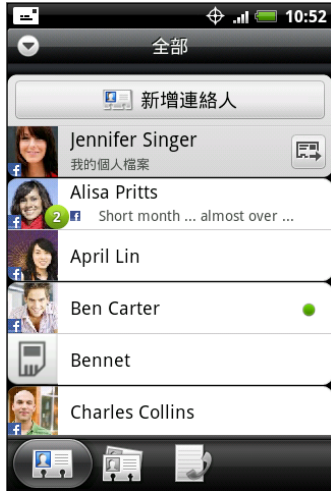 10:52
全部
新增連絡人
Jennifer Singer
我的個人檔案
Alisa Pritts
2
Short month ... almost over ...
April Lin
Ben Carter
Bennet
Charles Collins